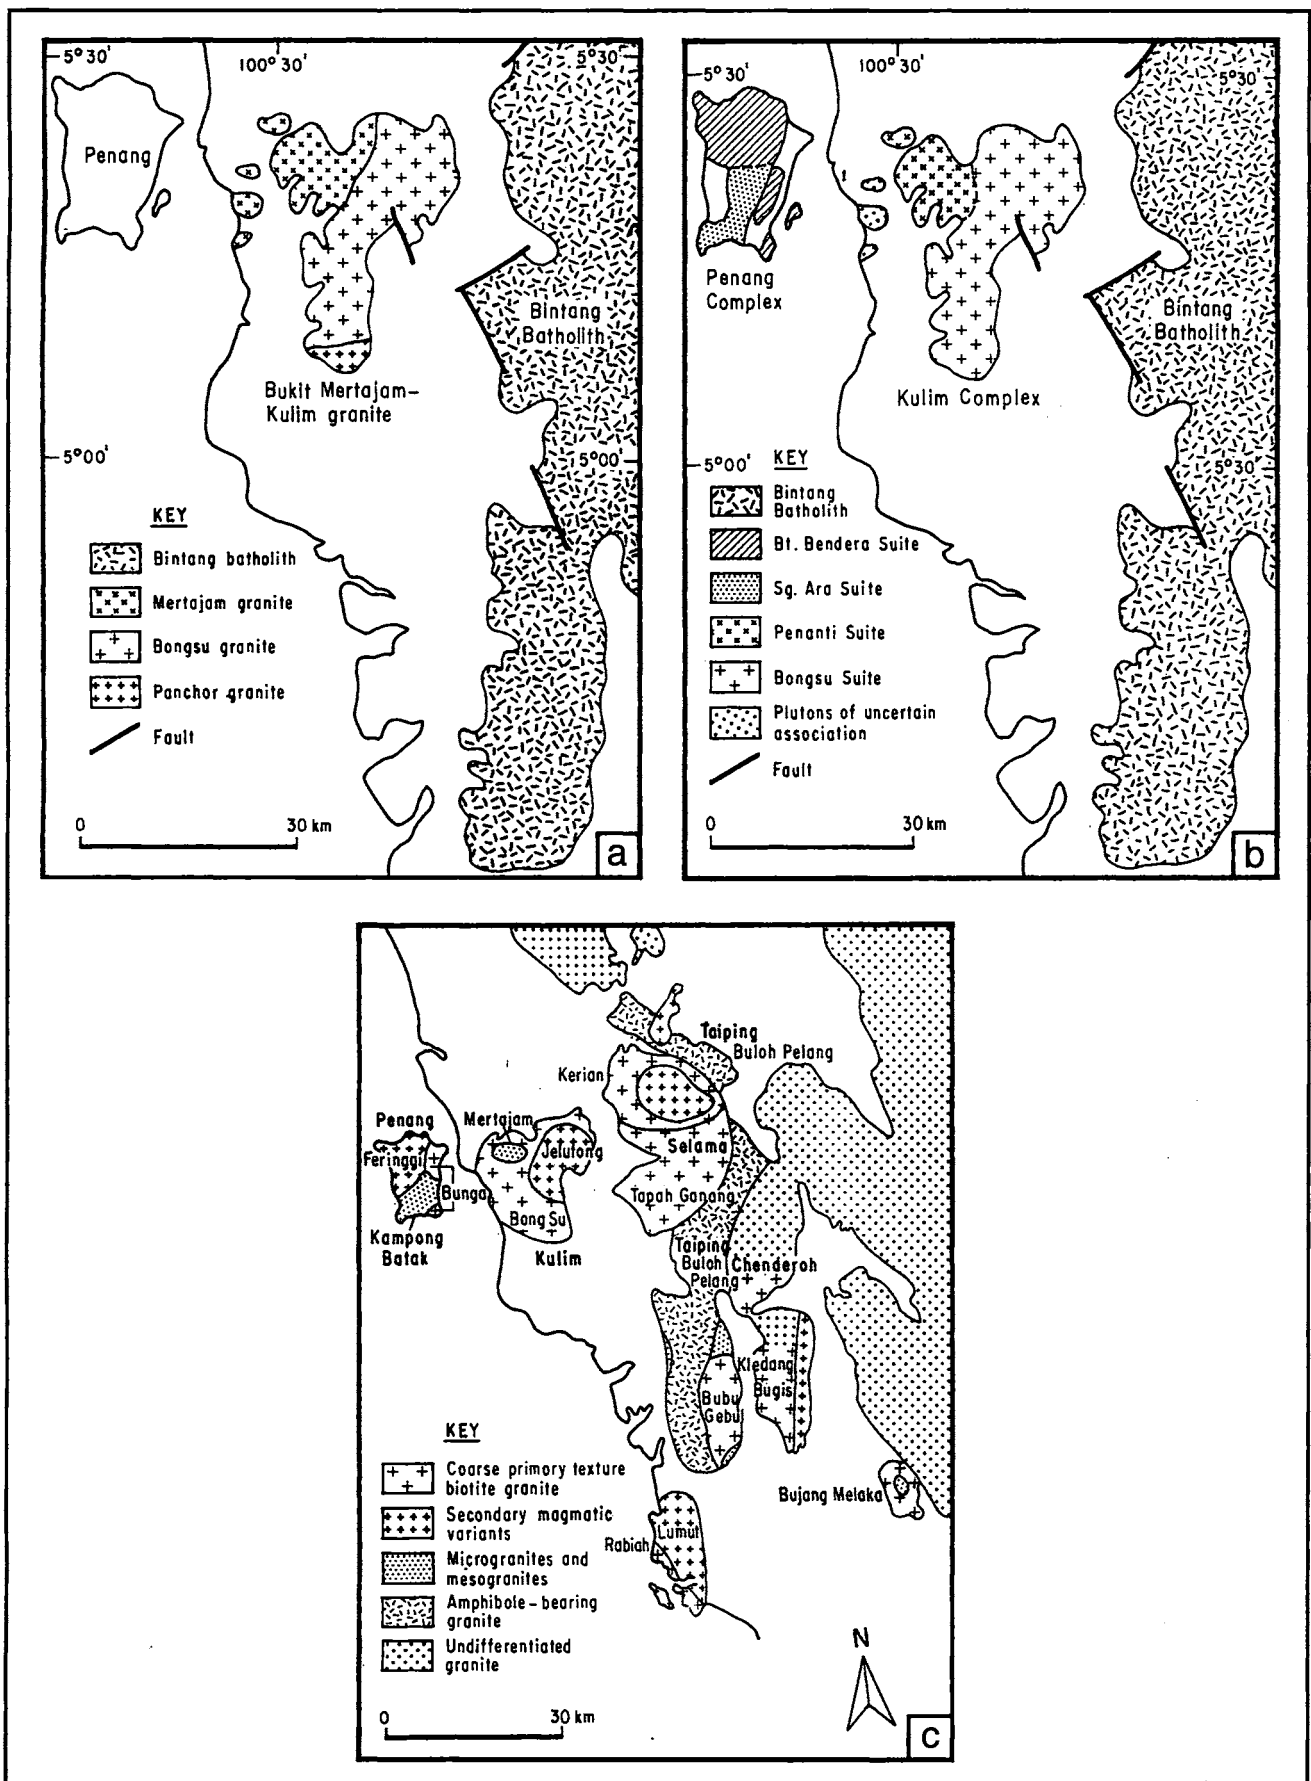 5°30'
100°30'
5°30'
Penang
Bintang
Batholith
Bukit Mertajam-
Kulim granite
5°00'
5°00
KEY
Bintang batholith
Mertajam granite
Bongsu granite
Panchor granite
Fault
0 30 km
a
5°30'
100°30'
5°30'
Penang
Complex
Bintang
Batholith
Kulim Complex
5°00'
5°30'
KEY
Bintang
Batholith
Bt. Bendera Suite
Sg. Ara Suite
Penanti Suite
Bongsu Suite
Plutons of uncertain
association
Fault
0 30 km
b
Taiping
Buloh Pelang
Kerian
Penang
Mertajam
Feringgi
Jelutong
Selama
Bunga
Tapah Ganang
Bong Su
Kampong
Batak
Kulim
Taiping
Buloh
Pelang
Chenderoh
Kledang
Bugis
Bubu
Gebul
KEY
Coarse primory texture
biotite granite
Secondary magmatic
variants
Microgranites and
mesogranites
Amphibole-bearing
granite
Undifferentiated
granite
Bujang Melaka
Lumut
Rabiah
N
0 30 km
c